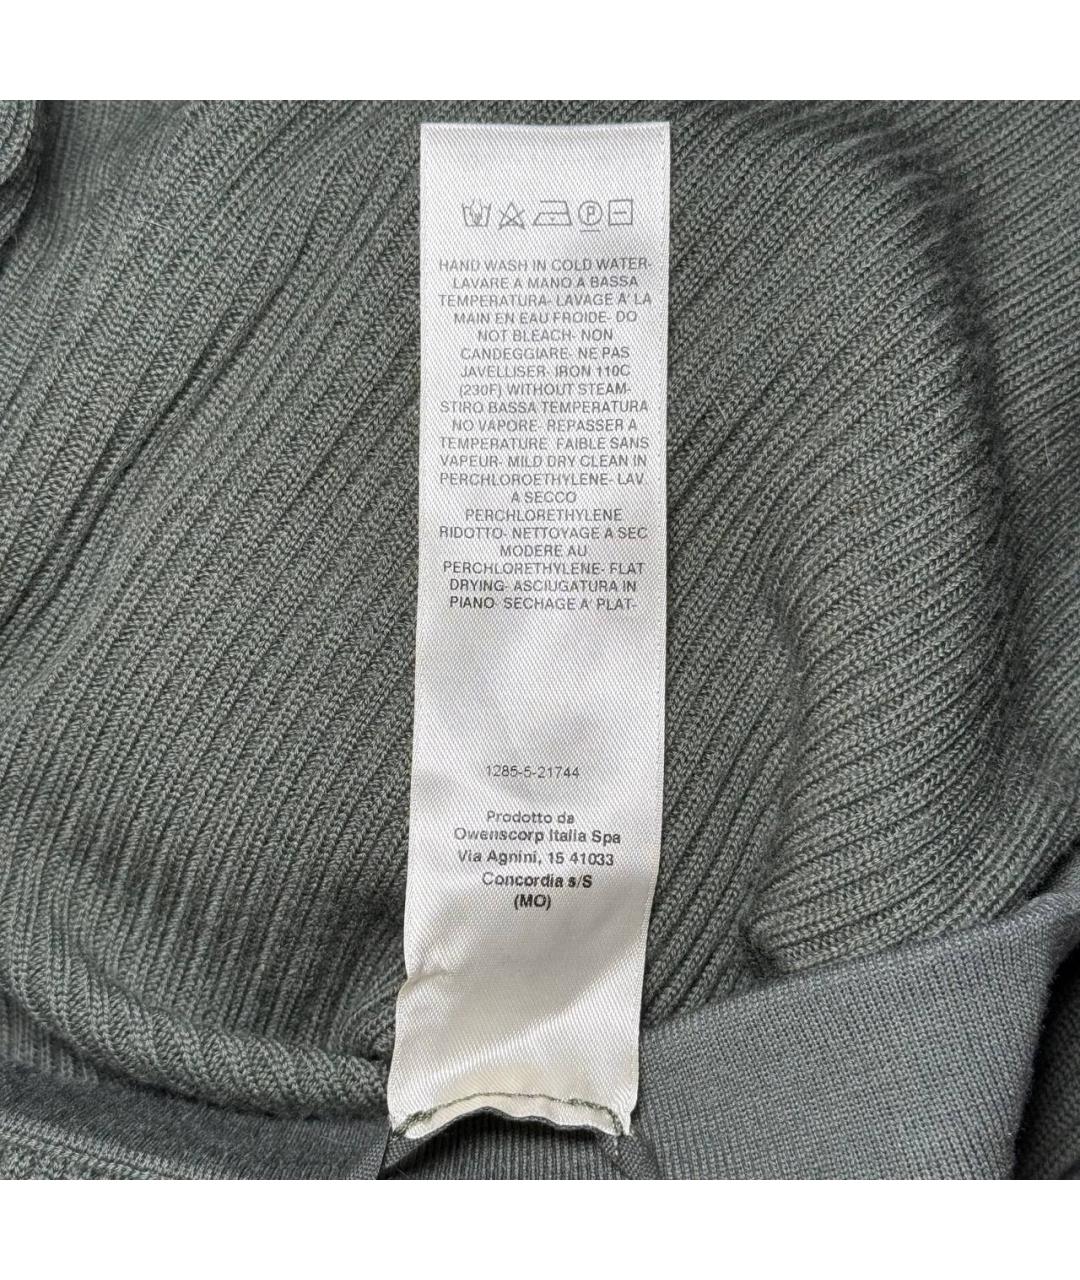 HAND WASH IN COLD WATER-
LAVARE A MANO A BASSA
TEMPERATURA- LAVAGE A' LA
MAIN EN EAU FROIDE- DO
NOT BLEACH- NON
CANDEGGIARE- NE PAS
JAVELLISER- IRON 110C
(230F) WITHOUT STEAM-
STIRO BASSA TEMPERATURA
NO VAPORE- REPASSER A
TEMPERATURE FAIBLE SANS
VAPEUR- MILD DRY CLEAN IN
PERCHLOROETHYLENE- LAV.
A SECCO
PERCHLORETHYLENE
RIDOTTO- NETTOYAGE A SEC
MODERE AU
PERCHLORETHYLENE- FLAT
DRYING- ASCIUGATURA IN
PIANO- SECHAGE A' PLAT-
1285-5-21744
Prodotto da
Owenscorp Italia Spa
Via Agnini, 15 41033
Concordia s/S
(MO)